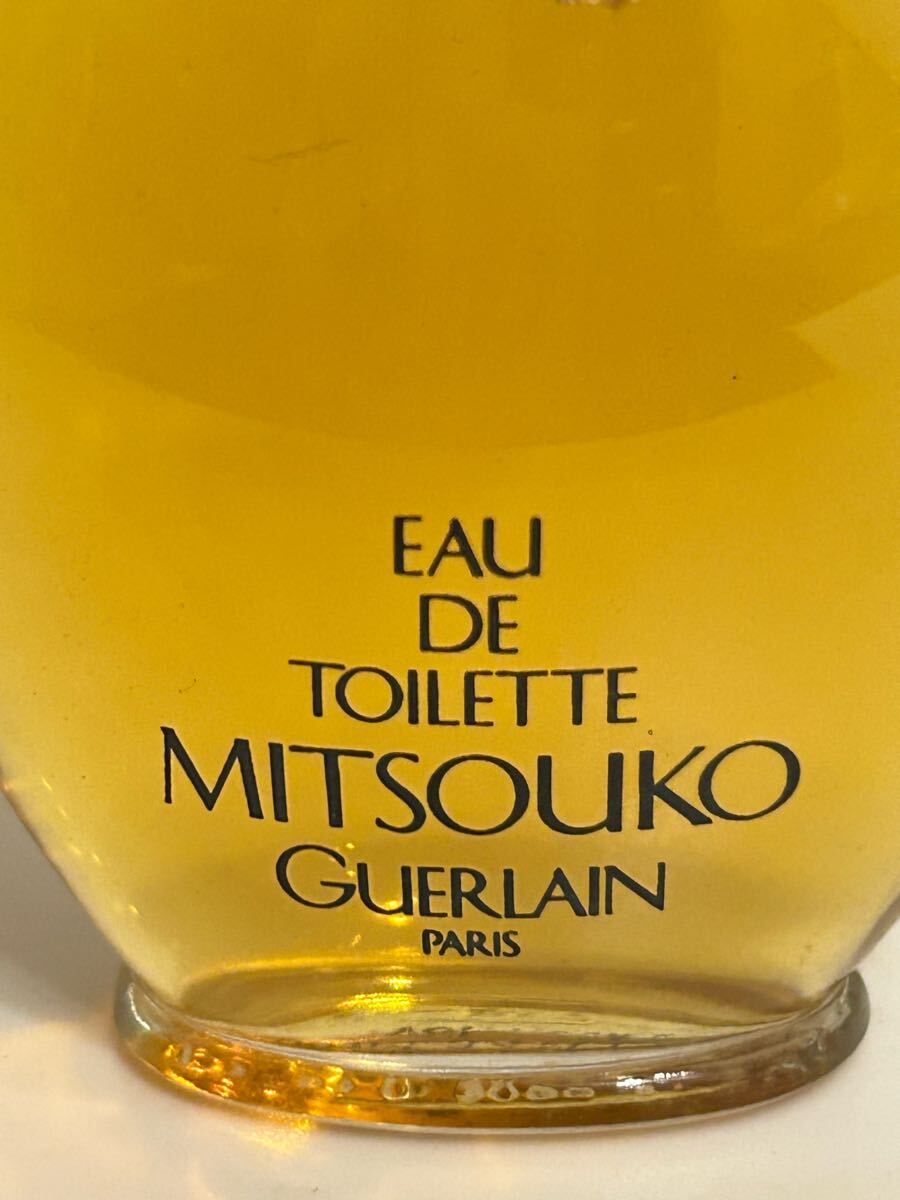 EAU
DE
TOILETTE
MITSOUKO
GUERLAIN
PARIS